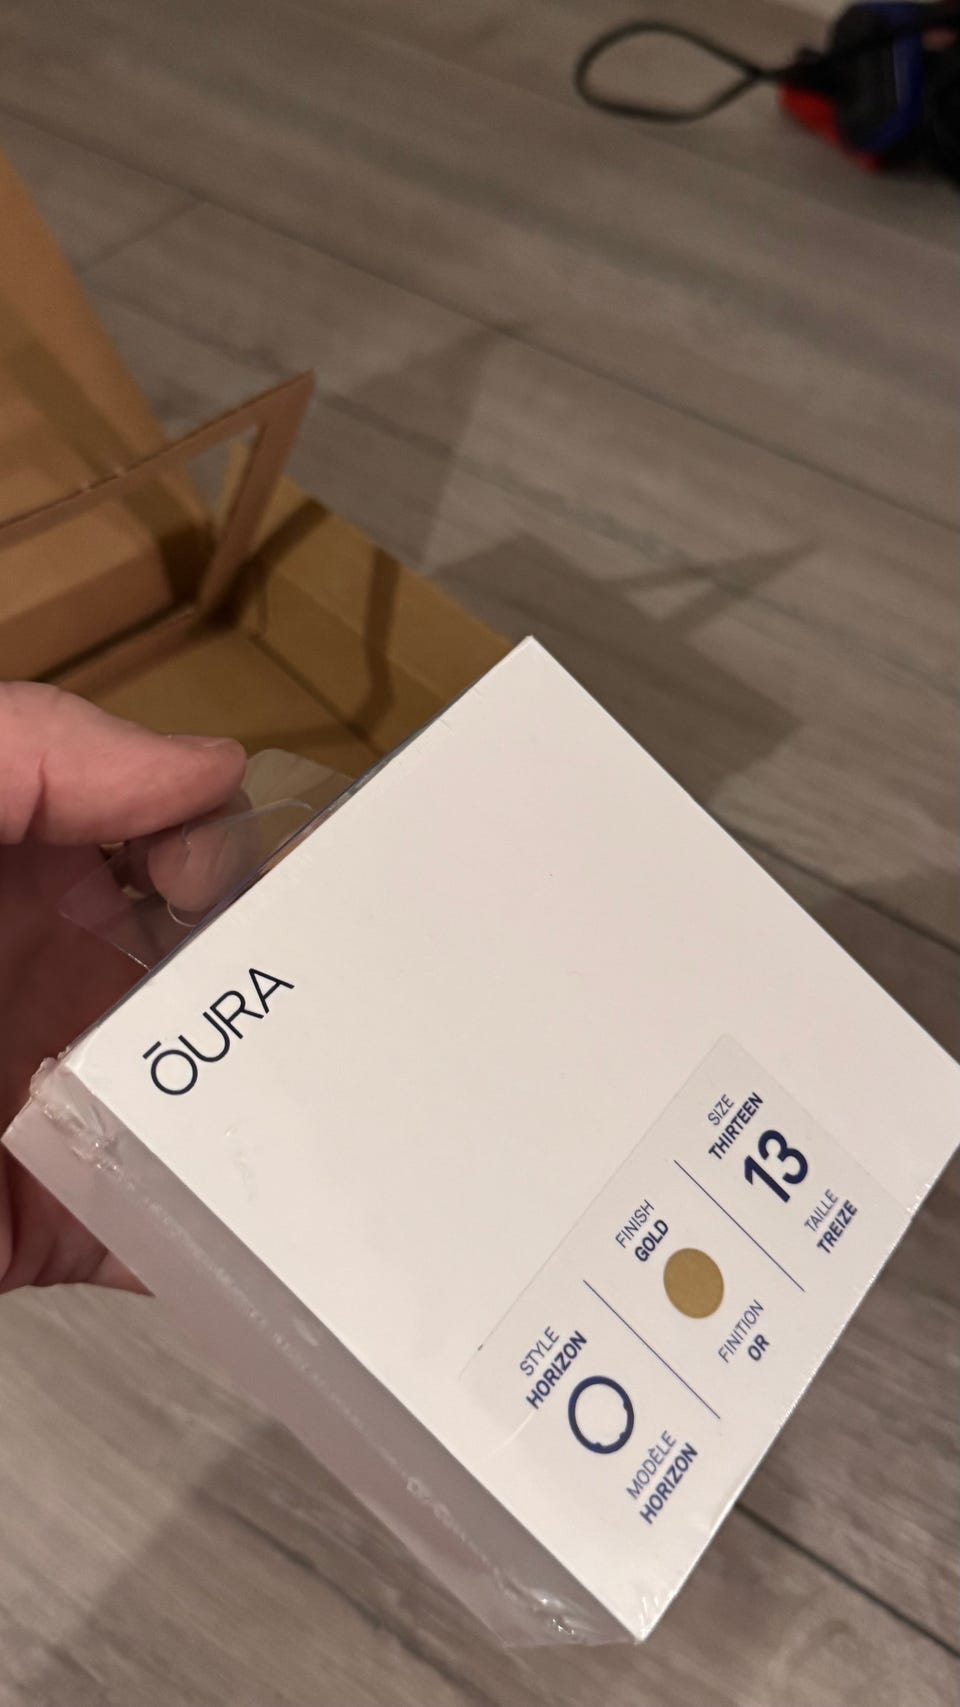 ŌURA
STYLE
HORIZON
MODÈLE
HORIZON
FINISH
GOLD
FINITION
OR
SIZE
THIRTEEN
13
TAILLE
TREIZE